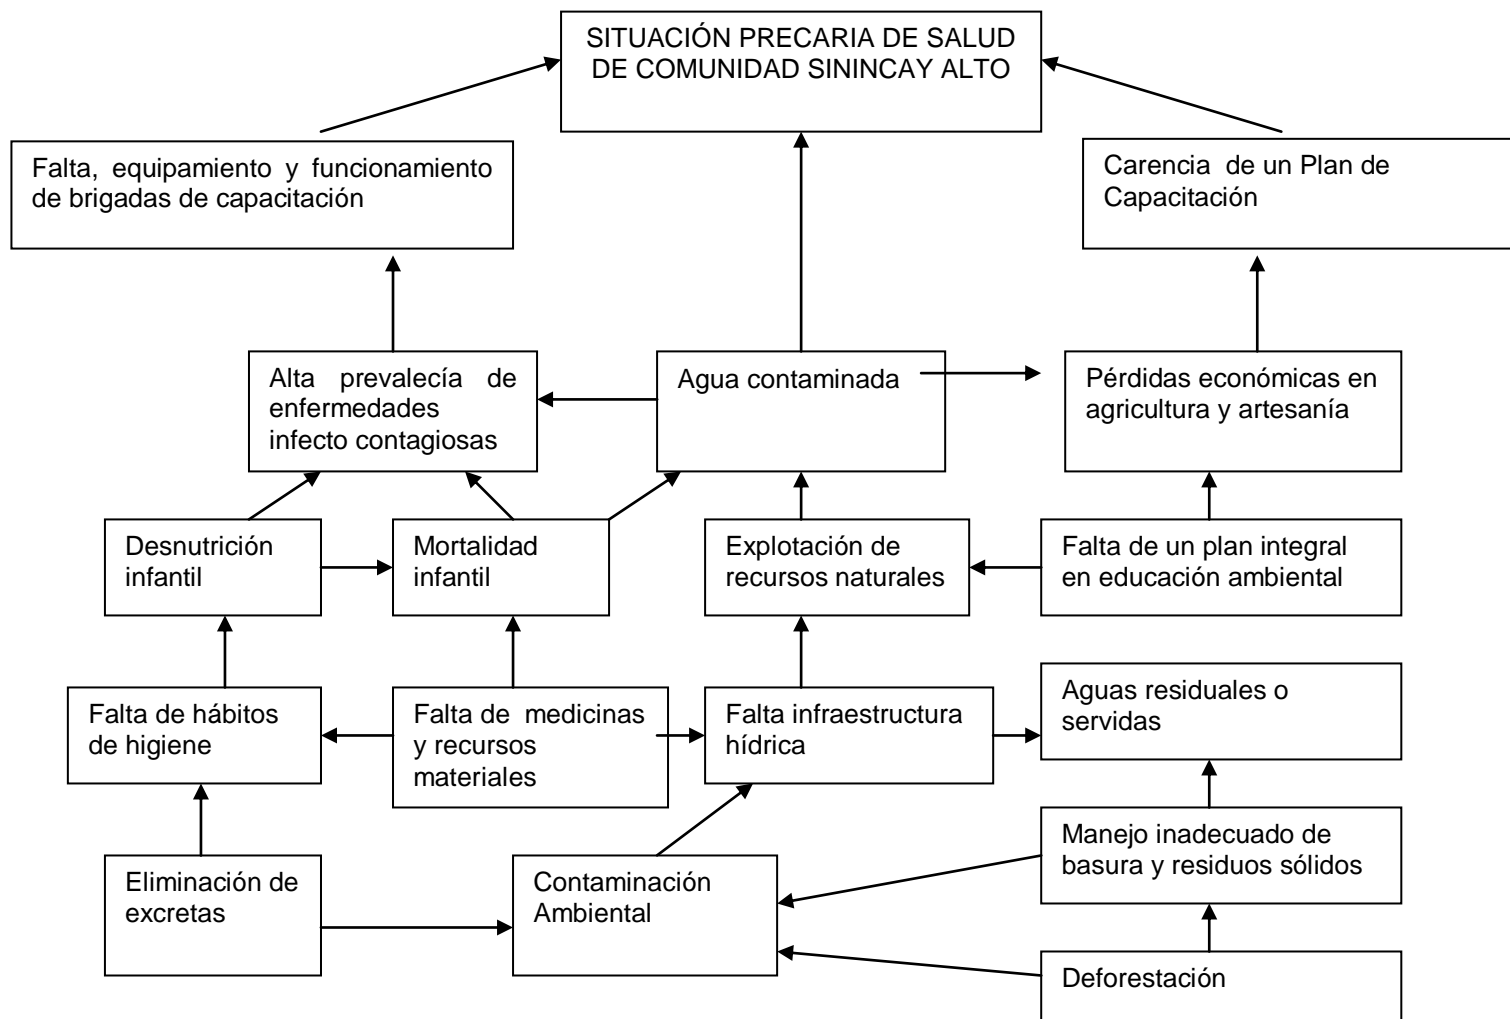 SITUACIÓN PRECARIA DE SALUD
DE COMUNIDAD SININCAY ALTO
Falta, equipamiento y funcionamiento
de brigadas de capacitación
Carencia de un Plan de
Capacitación
Alta prevalecía de
enfermedades
infecto contagiosas
Agua contaminada
Pérdidas económicas en
agricultura y artesanía
Desnutrición
infantil
Mortalidad
infantil
Explotación de
recursos naturales
Falta de un plan integral
en educación ambiental
Falta de hábitos
de higiene
Falta de medicinas
y recursos
materiales
Falta infraestructura
hídrica
Aguas residuales o
servidas
Eliminación de
excretas
Contaminación
Ambiental
Manejo inadecuado de
basura y residuos sólidos
Deforestación